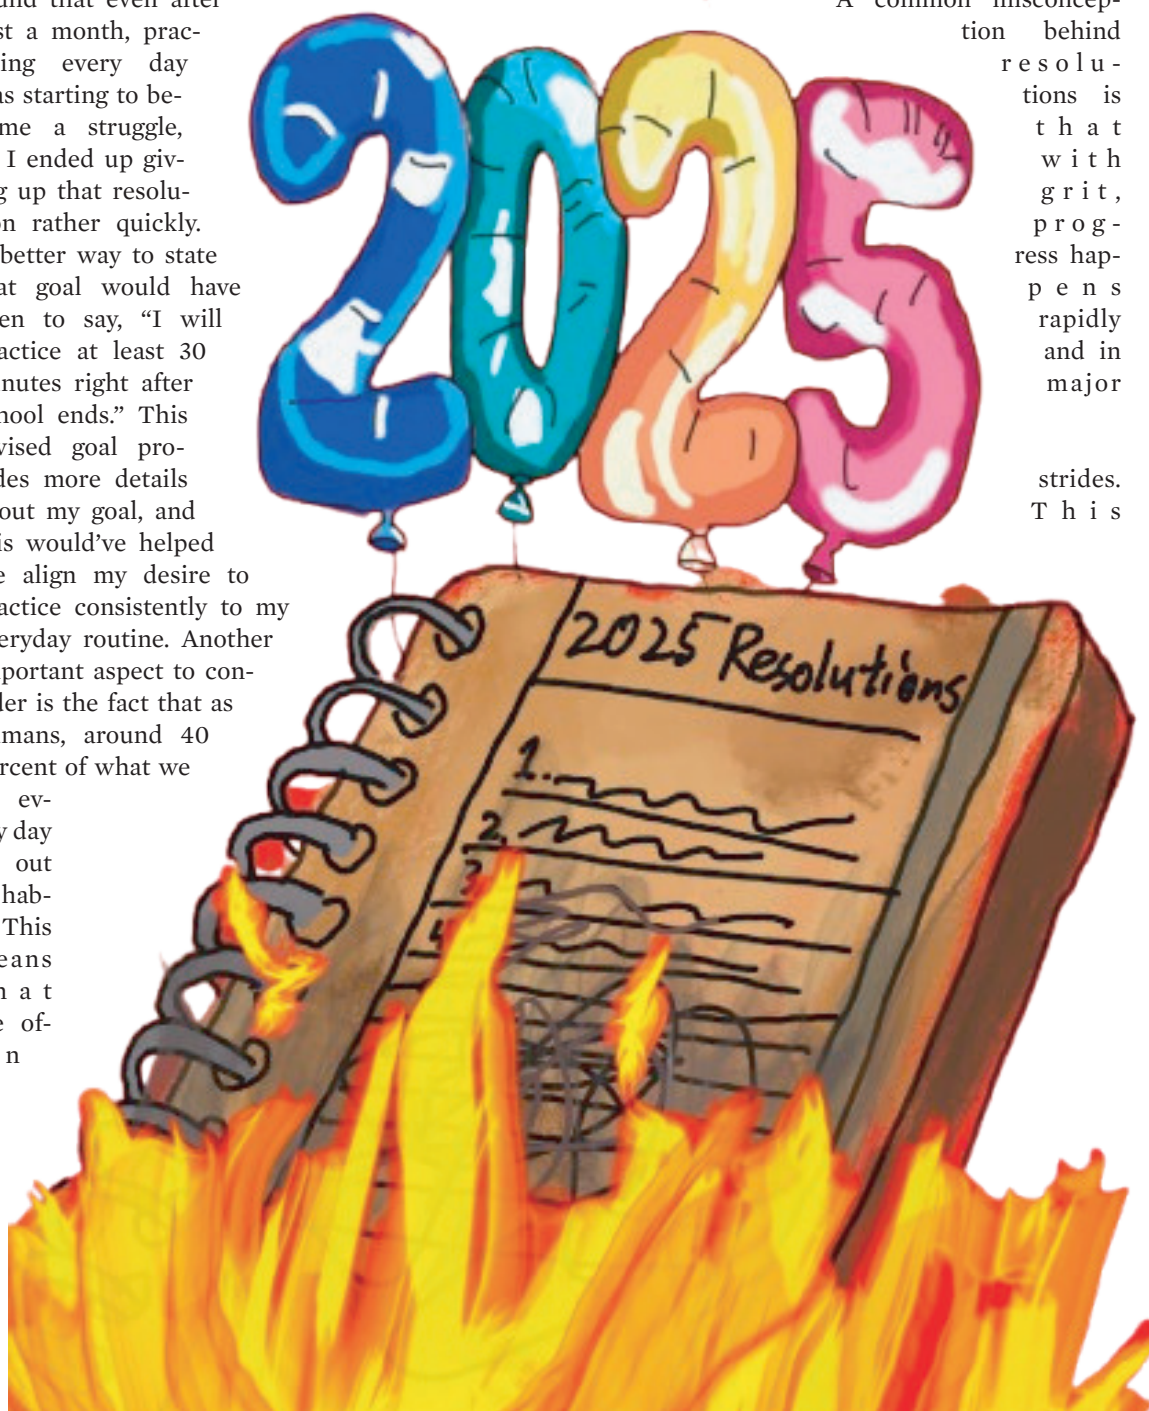 und that even after
st a month, prac-
ing every day
as starting to be-
me a struggle,
I ended up giv-
g up that resolu-
on rather quickly.
better way to state
at goal would have
en to say, “I will
actice at least 30
nutes right after
hool ends.” This
vised goal pro-
des more details
out my goal, and
is would’ve helped
e align my desire to
actice consistently to my
eryday routine. Another
portant aspect to con-
der is the fact that as
mans, around 40
rcent of what we
ev-
y day
out
hab-
This
eans
h a t
e of-
n
2025
2025 Resolutions
1.
2.
3
4
A common misconcep-
tion behind
r e s o l u -
tions is
t h a t
w i t h
g r i t ,
p r o g -
ress hap-
p e n s
rapidly
and in
major
strides.
T h i s